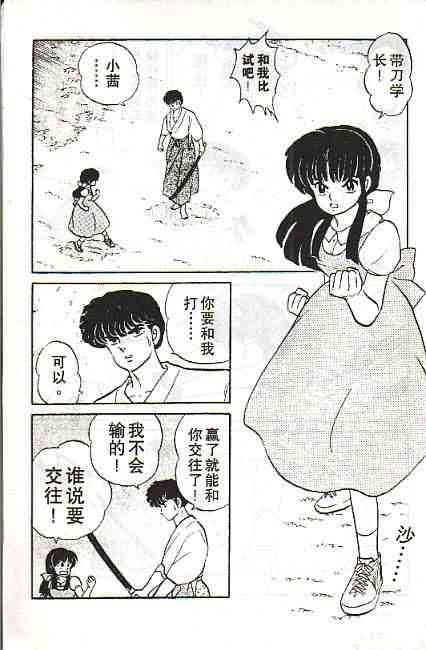 带刀学
长！
和我比
试吧！
小茜
……
沙……
你要和我
打……
可以。
赢了就能和
你交往了！
我不会
输的！
谁说要
交往！